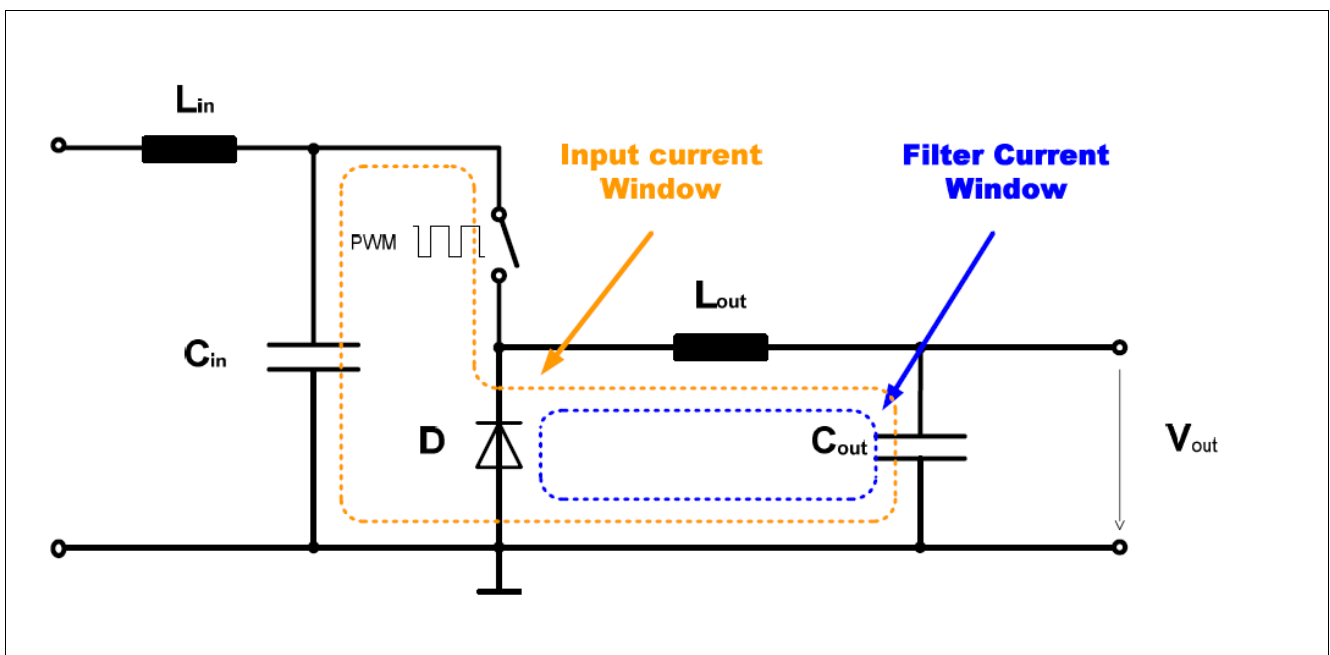 Lin
Input current
Window
Filter Current
Window
PWM
Lout
Cin
D
Cout
Vout